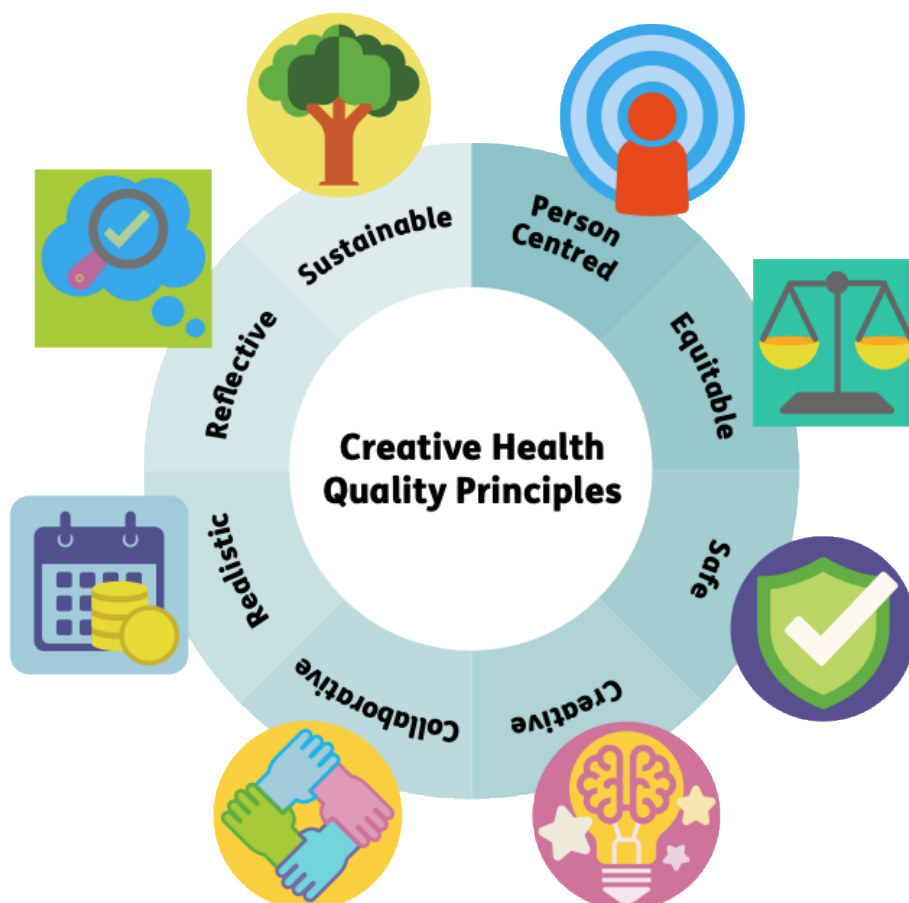 Creative Health
Quality Principles
Person
Centred
Equitable
Safe
Creative
Collaborative
Realistic
Reflective
Sustainable